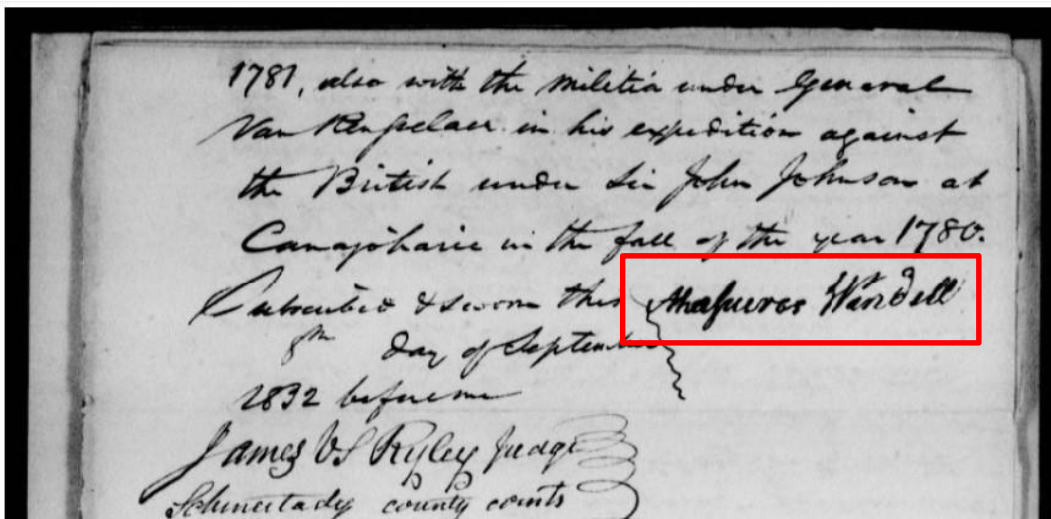 1781, also with the militia under General
Van Renselaer in his expedition against
the British under Sir John Johnson at
Canajoharie in the fall of the year 1780.
Subscribed & sworn this Ahasueros Wendell
8th day of September
1832 before me
James V S Ryley Judge
Schenectady county courts